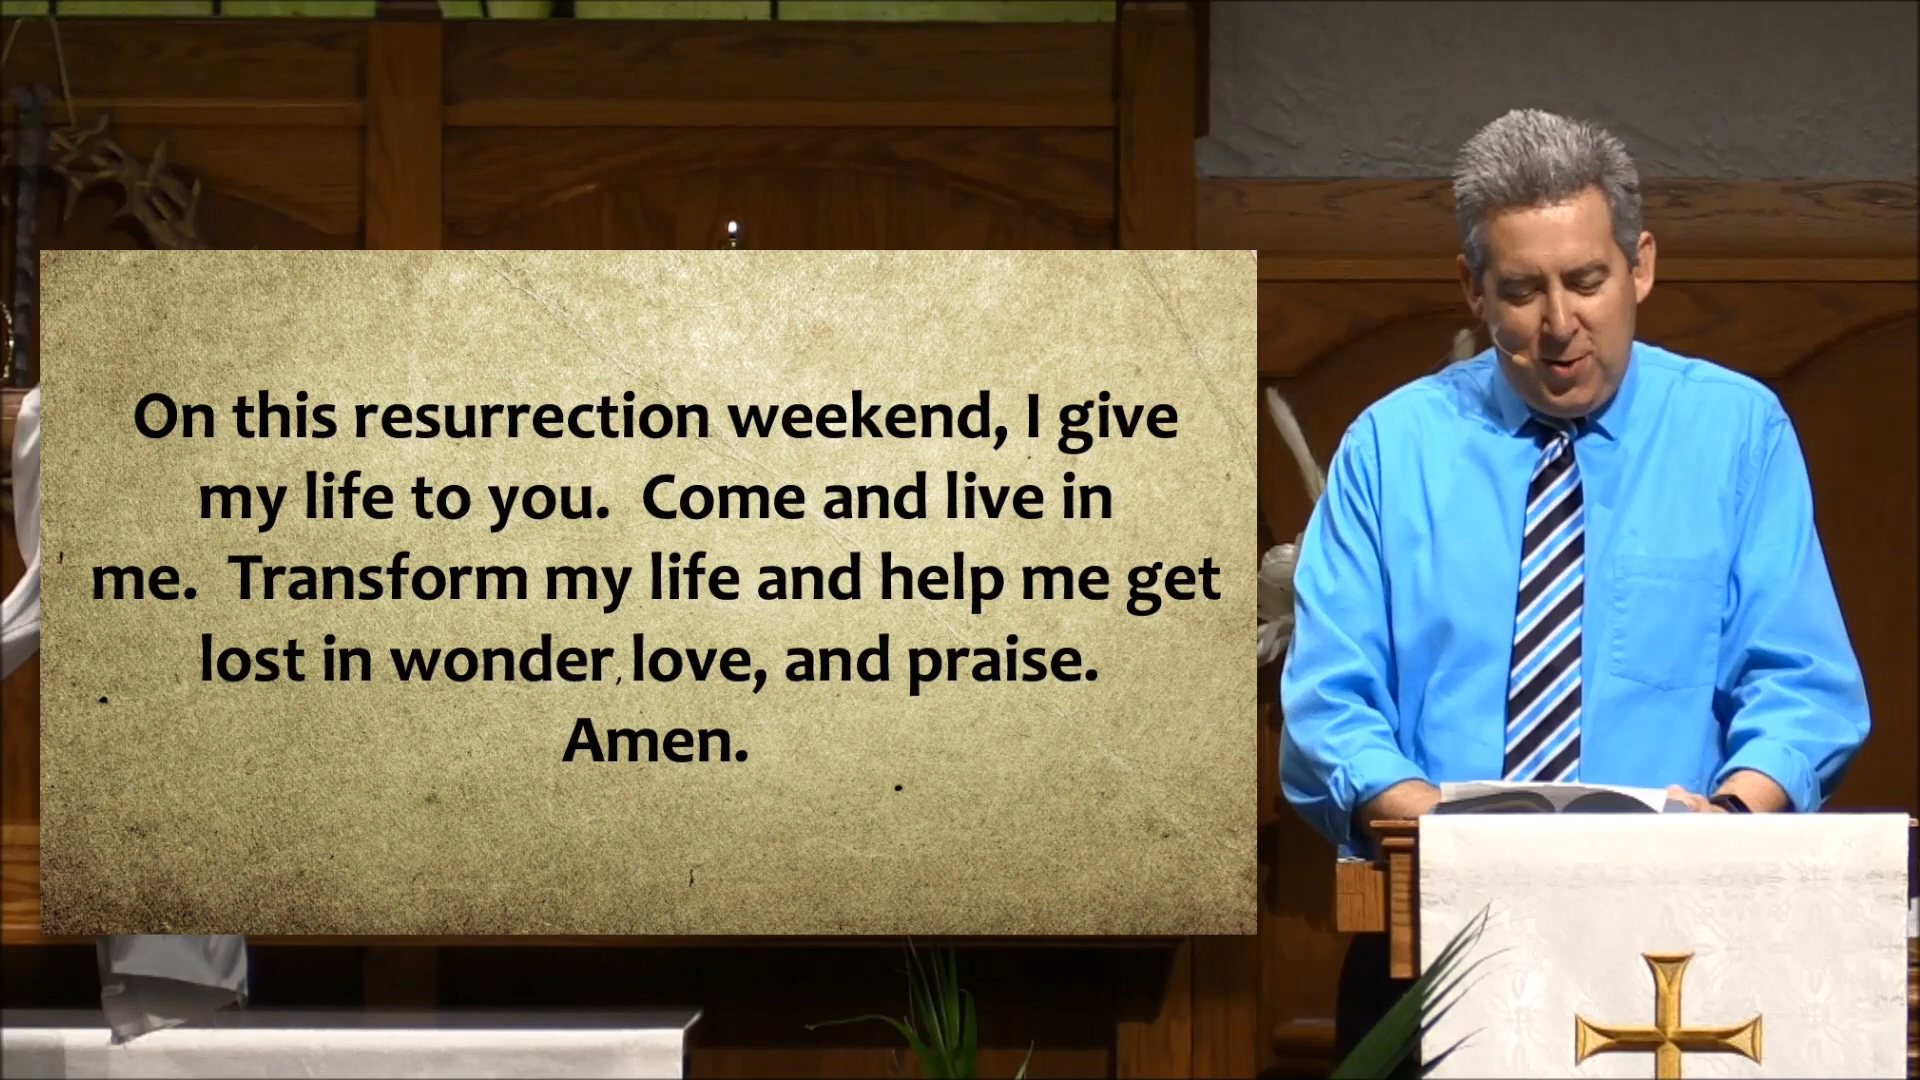 On this resurrection weekend, I give
my life to you.  Come and live in
me.  Transform my life and help me get
lost in wonder, love, and praise.
Amen.